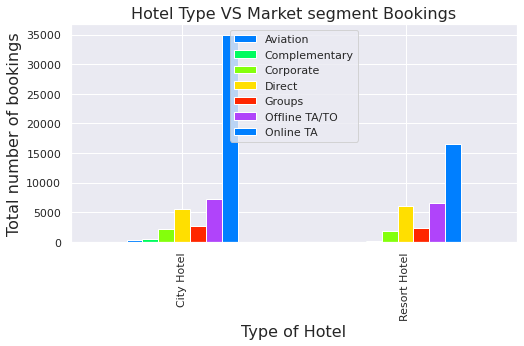 Hotel Type VS Market segment Bookings
Total number of bookings
35000
30000
25000
20000
15000
10000
5000
0
Aviation
Complementary
Corporate
Direct
Groups
Offline TA/TO
Online TA
City Hotel
Resort Hotel
Type of Hotel